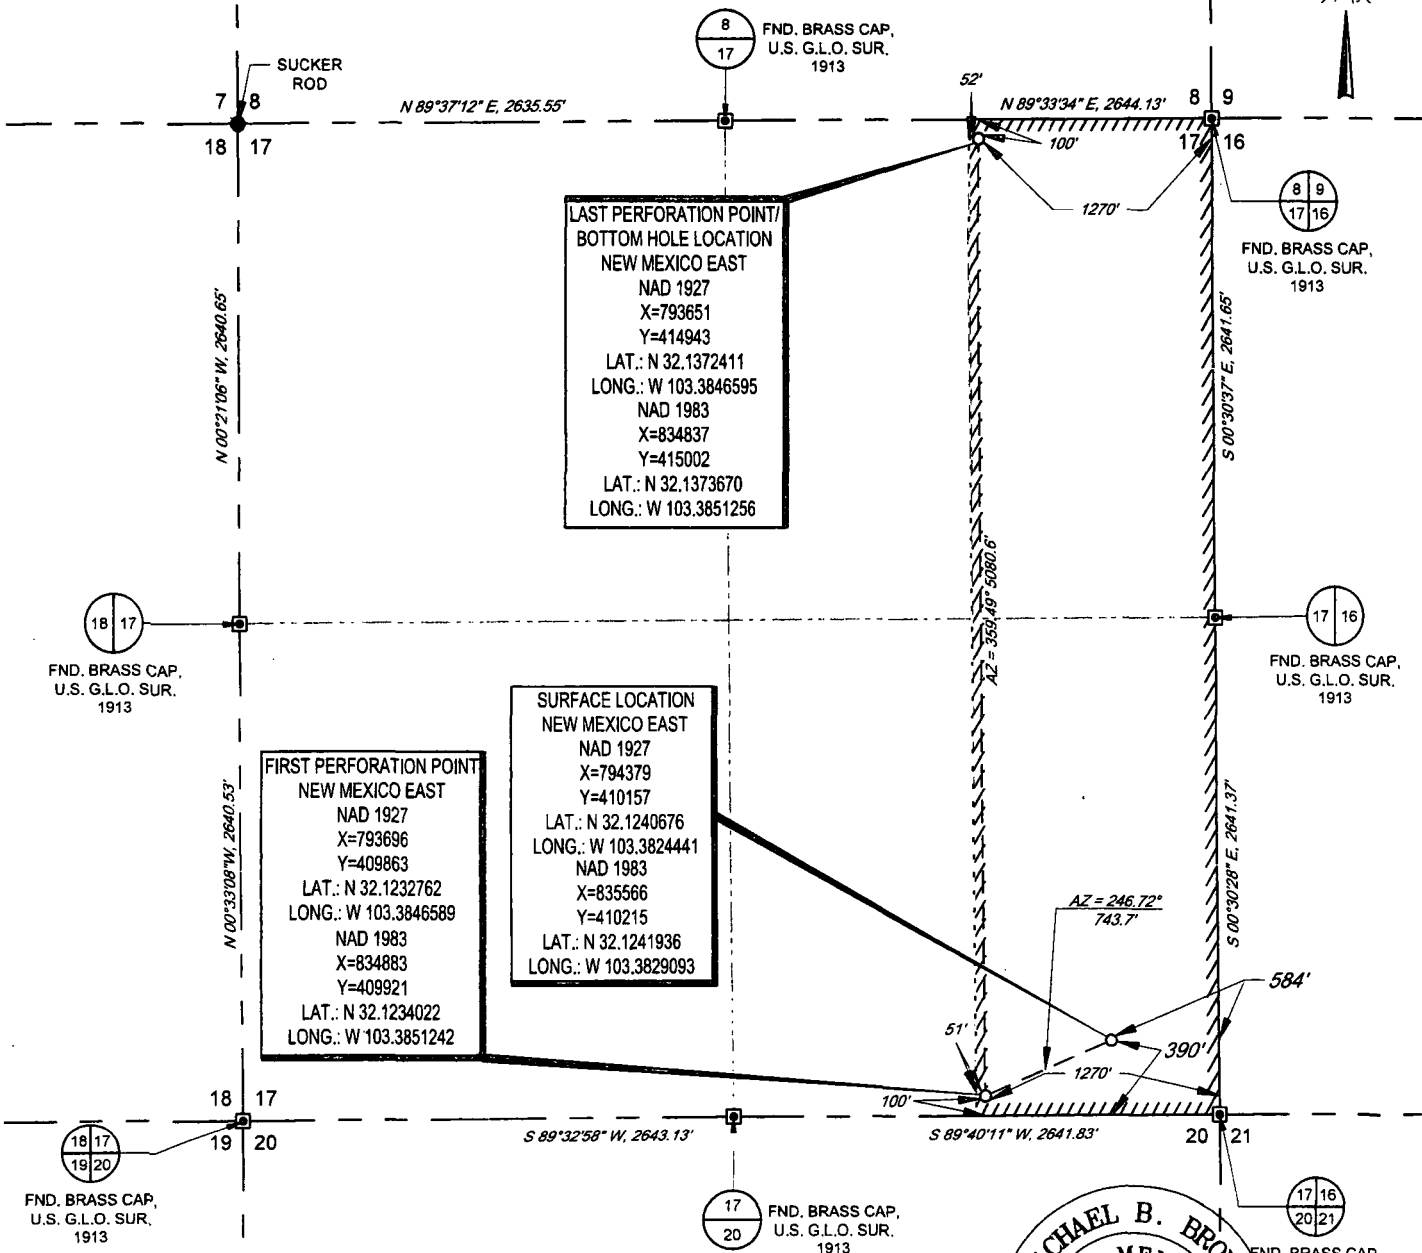 8
17
FND. BRASS CAP,
U.S. G.L.O. SUR.
1913
SUCKER
ROD
7 8
18 17
N 89°37'12" E, 2635.55'
52'
N 89°33'34" E, 2644.13'
8 9
17 16
100'
1270'
8 9
17 16
FND. BRASS CAP,
U.S. G.L.O. SUR.
1913
LAST PERFORATION POINT/
BOTTOM HOLE LOCATION
NEW MEXICO EAST
NAD 1927
X=793651
Y=414943
LAT.: N 32.1372411
LONG.: W 103.3846595
NAD 1983
X=834837
Y=415002
LAT.: N 32.1373670
LONG.: W 103.3851256
N 00°21'06" W, 2640.65'
S 00°30'37" E, 2641.65'
AZ = 359.49° 5080.6'
18 17
FND. BRASS CAP,
U.S. G.L.O. SUR.
1913
17 16
FND. BRASS CAP,
U.S. G.L.O. SUR.
1913
SURFACE LOCATION
NEW MEXICO EAST
NAD 1927
X=794379
Y=410157
LAT.: N 32.1240676
LONG.: W 103.3824441
NAD 1983
X=835566
Y=410215
LAT.: N 32.1241936
LONG.: W 103.3829093
FIRST PERFORATION POINT
NEW MEXICO EAST
NAD 1927
X=793696
Y=409863
LAT.: N 32.1232762
LONG.: W 103.3846589
NAD 1983
X=834883
Y=409921
LAT.: N 32.1234022
LONG.: W 103.3851242
N 00°33'08" W, 2640.53'
S 00°30'28" E, 2641.37'
AZ = 246.72°
743.7'
584'
51'
390'
1270'
100'
18 17
19 20
S 89°32'58" W, 2643.13'
S 89°40'11" W, 2641.83'
20 21
18 17
19 20
FND. BRASS CAP,
U.S. G.L.O. SUR.
1913
17
20
FND. BRASS CAP,
U.S. G.L.O. SUR.
1913
17 16
20 21
FND. BRASS CAP
CHAEL B. BRO
ME